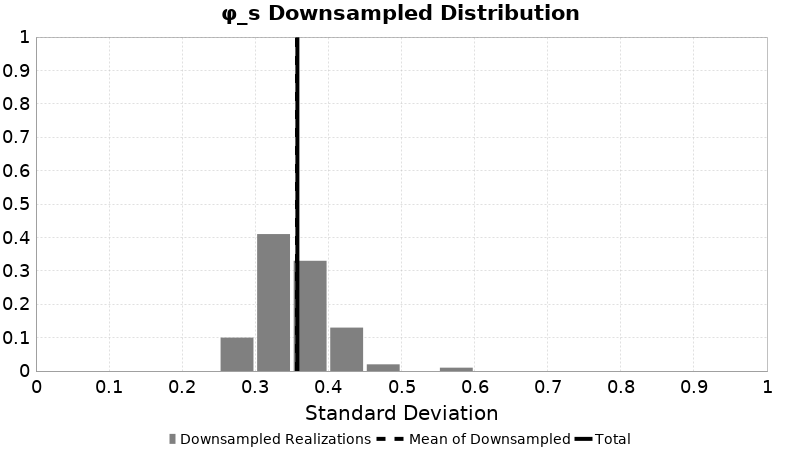 φ_s Downsampled Distribution
1
0.9
0.8
0.7
0.6
0.5
0.4
0.3
0.2
0.1
0
0 0.1 0.2 0.3 0.4 0.5 0.6 0.7 0.8 0.9 1
Standard Deviation
Downsampled Realizations Mean of Downsampled Total